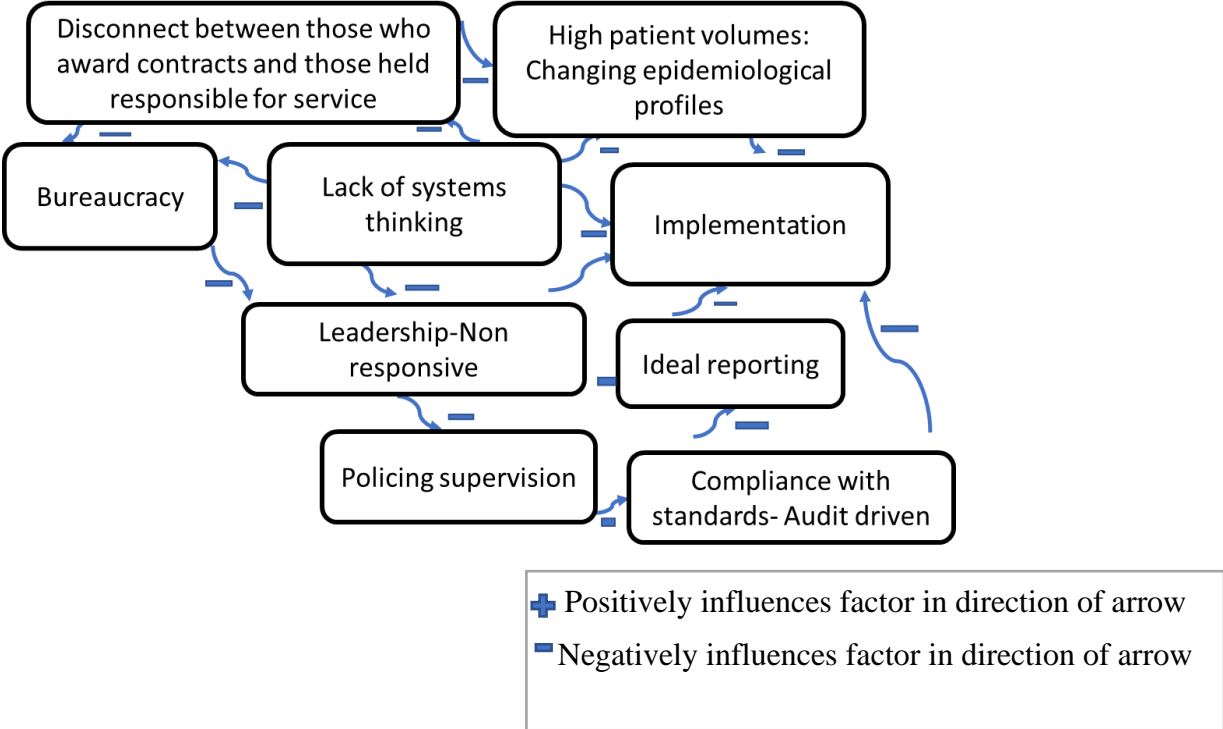 Disconnect between those who
award contracts and those held
responsible for service
High patient volumes:
Changing epidemiological
profiles
Bureaucracy
Lack of systems
thinking
Implementation
Leadership-Non
responsive
Ideal reporting
Policing supervision
Compliance with
standards- Audit driven
Positively influences factor in direction of arrow
Negatively influences factor in direction of arrow